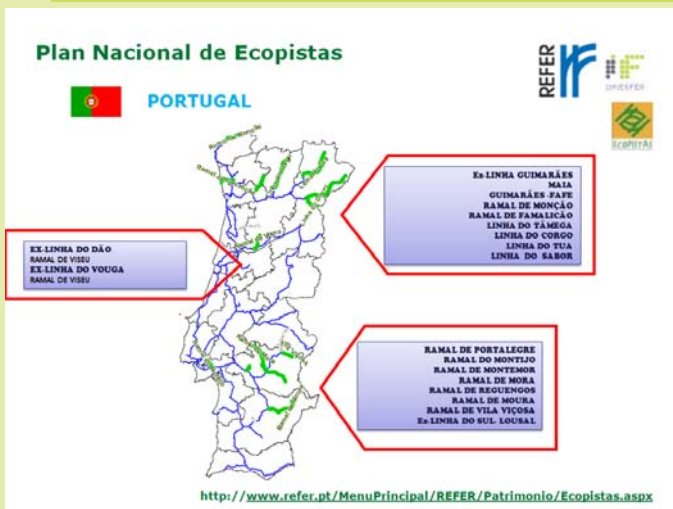 Plan Nacional de Ecopistas
REFER
INVESFER
ECOPISTAS
PORTUGAL
Ex-LINHA GUIMARÃES
MAIA
GUIMARÃES-FAFE
RAMAL DE MONÇÃO
RAMAL DE FAMALICÃO
LINHA DO TÂMEGA
LINHA DO CORGO
LINHA DO TUA
LINHA DO SABOR
EX-LINHA DO DÃO
RAMAL DE VISEU
EX-LINHA DO VOUGA
RAMAL DE VISEU
RAMAL DE PORTALEGRE
RAMAL DO MONTIJO
RAMAL DE MONTEMOR
RAMAL DE MORA
RAMAL DE REGUENGOS
RAMAL DE MOURA
RAMAL DE VILA VIÇOSA
Ex-LINHA DO SUL- LOUSAL
http://www.refer.pt/MenuPrincipal/REFER/Patrimonio/Ecopistas.aspx